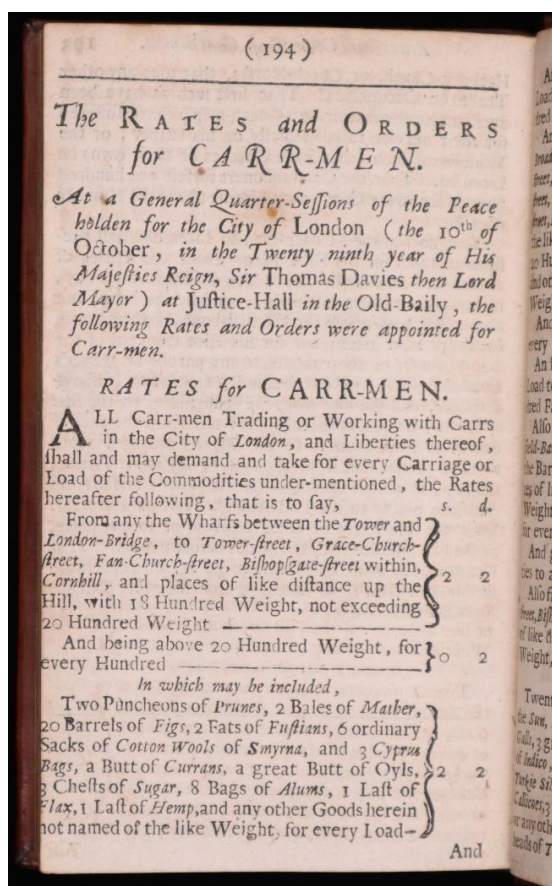 (194)
The RATES and ORDERS
for CARR-MEN.
At a General Quarter-Seſſions of the Peace
holden for the City of London (the 10th of
October, in the Twenty ninth year of His
Majeſties Reign, Sir Thomas Davies then Lord
Mayor) at Juſtice-Hall in the Old-Baily, the
following Rates and Orders were appointed for
Carr-men.
RATES for CARR-MEN.
ALL Carr-men Trading or Working with Carrs
in the City of London, and Liberties thereof,
ſhall and may demand and take for every Carriage or
Load of the Commodities under-mentioned, the Rates
hereafter following, that is to ſay, s. d.
From any the Wharfs between the Tower and
London-Bridge, to Tower-ſtreet, Grace-Church-
ſtreet, Fan-Church-ſtreet, Biſhopſgate-ſtreet within,
Cornhill, and places of like diſtance up the 2 2
Hill, with 18 Hundred Weight, not exceeding
20 Hundred Weight
And being above 20 Hundred Weight, for
every Hundred 0 2
In which may be included,
Two Puncheons of Prunes, 2 Bales of Mather,
20 Barrels of Figs, 2 Fats of Fuſtians, 6 ordinary
Sacks of Cotton Wools of Smyrna, and 3 Cyprus
Bags, a Butt of Currans, a great Butt of Oyls, 2 2
3 Cheſts of Sugar, 8 Bags of Alums, 1 Laſt of
Flax, 1 Laſt of Hemp, and any other Goods herein
not named of the like Weight, for every Load
And